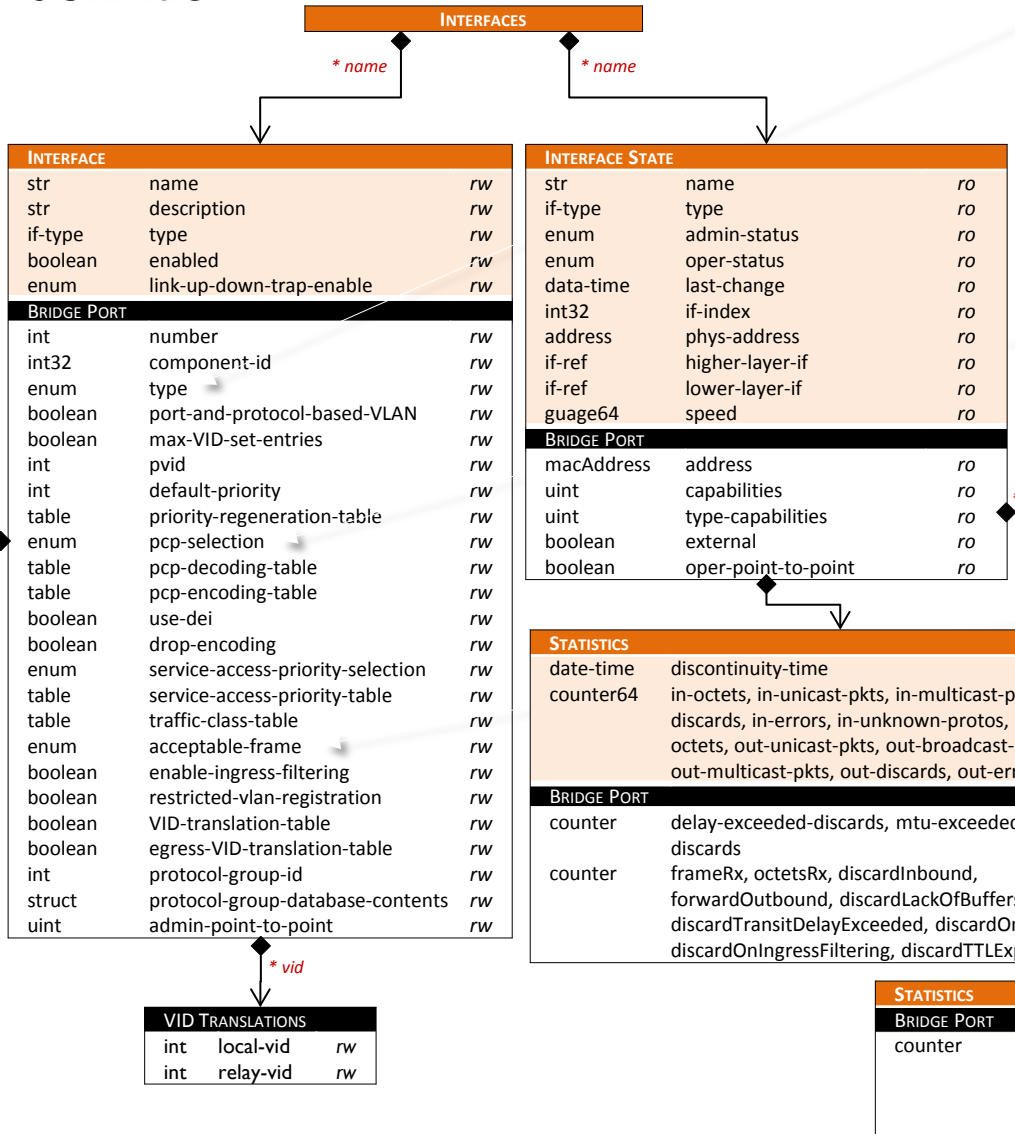 INTERFACES
* name
* name
INTERFACE
str name rw
str description rw
if-type type rw
boolean enabled rw
enum link-up-down-trap-enable rw
BRIDGE PORT
int number rw
int32 component-id rw
enum type rw
boolean port-and-protocol-based-VLAN rw
boolean max-VID-set-entries rw
int pvid rw
int default-priority rw
table priority-regeneration-table rw
enum pcp-selection rw
table pcp-decoding-table rw
table pcp-encoding-table rw
boolean use-dei rw
boolean drop-encoding rw
enum service-access-priority-selection rw
table service-access-priority-table rw
table traffic-class-table rw
enum acceptable-frame rw
boolean enable-ingress-filtering rw
boolean restricted-vlan-registration rw
boolean VID-translation-table rw
boolean egress-VID-translation-table rw
int protocol-group-id rw
struct protocol-group-database-contents rw
uint admin-point-to-point rw
* vid
VID TRANSLATIONS
int local-vid rw
int relay-vid rw
INTERFACE STATE
str name ro
if-type type ro
enum admin-status ro
enum oper-status ro
data-time last-change ro
int32 if-index ro
address phys-address ro
if-ref higher-layer-if ro
if-ref lower-layer-if ro
guage64 speed ro
BRIDGE PORT
macAddress address ro
uint capabilities ro
uint type-capabilities ro
boolean external ro
boolean oper-point-to-point ro
STATISTICS
date-time discontinuity-time
counter64 in-octets, in-unicast-pkts, in-multicast-p
discards, in-errors, in-unknown-protos,
octets, out-unicast-pkts, out-broadcast-
out-multicast-pkts, out-discards, out-err
BRIDGE PORT
counter delay-exceeded-discards, mtu-exceeded
discards
counter frameRx, octetsRx, discardInbound,
forwardOutbound, discardLackOfBuffers
discardTransitDelayExceeded, discardOn
discardOnIngressFiltering, discardTTLExp
STATISTICS
BRIDGE PORT
counter